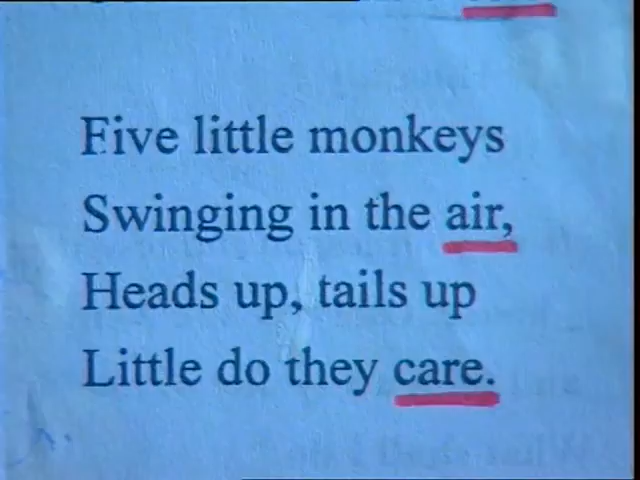 Five little monkeys
Swinging in the air,
Heads up, tails up
Little do they care.